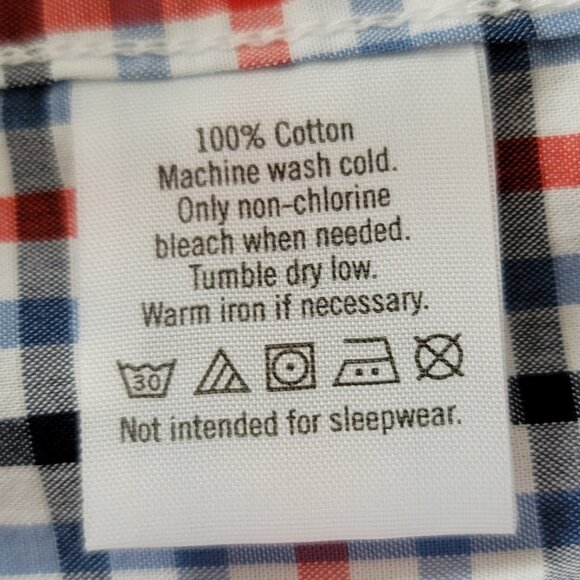 100% Cotton
Machine wash cold.
Only non-chlorine
bleach when needed.
Tumble dry low.
Warm iron if necessary.
30
Not intended for sleepwear.